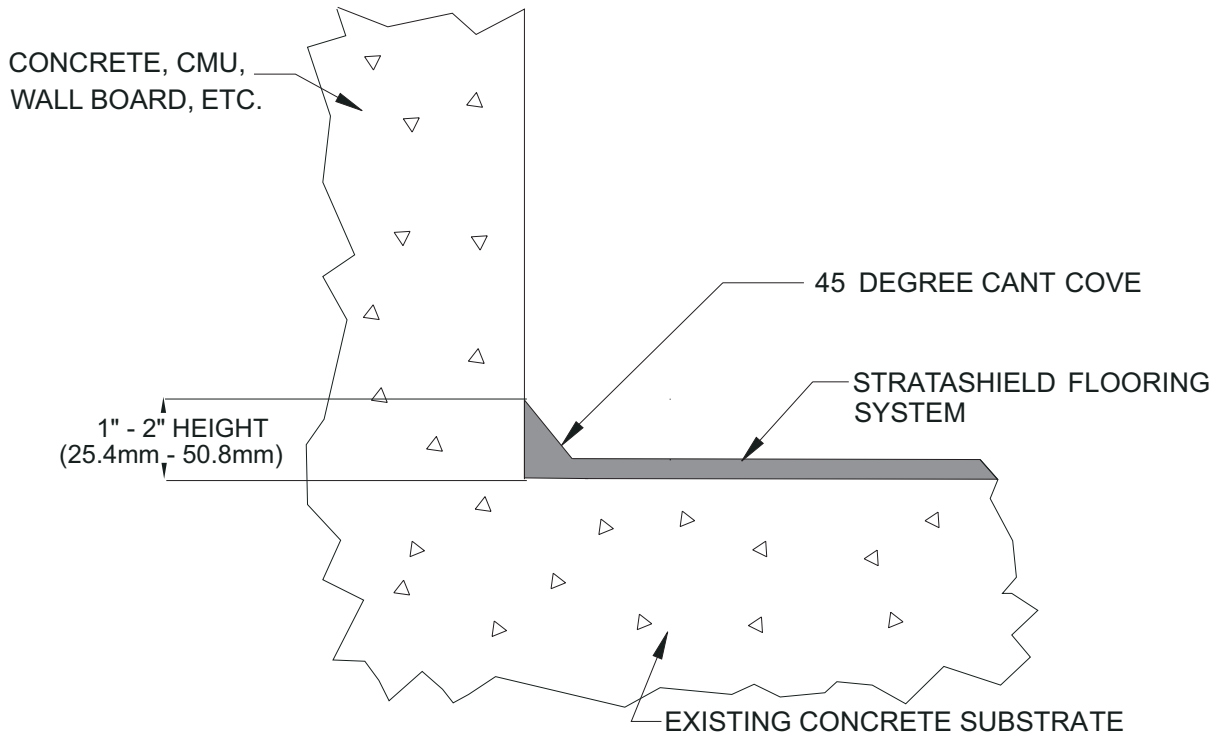 CONCRETE, CMU,
WALL BOARD, ETC.
45 DEGREE CANT COVE
STRATASHIELD FLOORING
SYSTEM
1" - 2" HEIGHT
(25.4mm - 50.8mm)
EXISTING CONCRETE SUBSTRATE